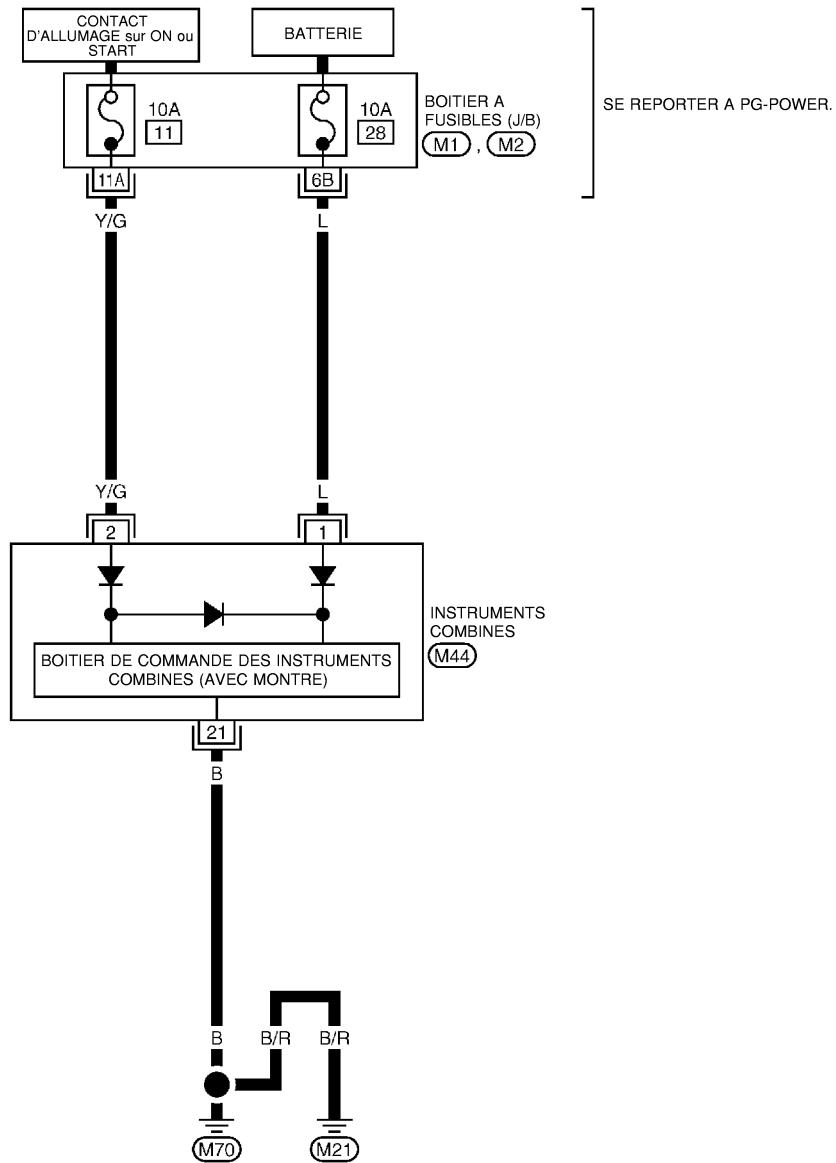 CONTACT
D'ALLUMAGE sur ON ou
START
BATTERIE
10A
11
10A
28
BOITIER A
FUSIBLES (J/B)
M1 , M2
SE REPORTER A PG-POWER.
11A
6B
Y/G
L
Y/G
L
2
1
INSTRUMENTS
COMBINES
M44
BOITIER DE COMMANDE DES INSTRUMENTS
COMBINES (AVEC MONTRE)
21
B
B
B/R
B/R
M70
M21